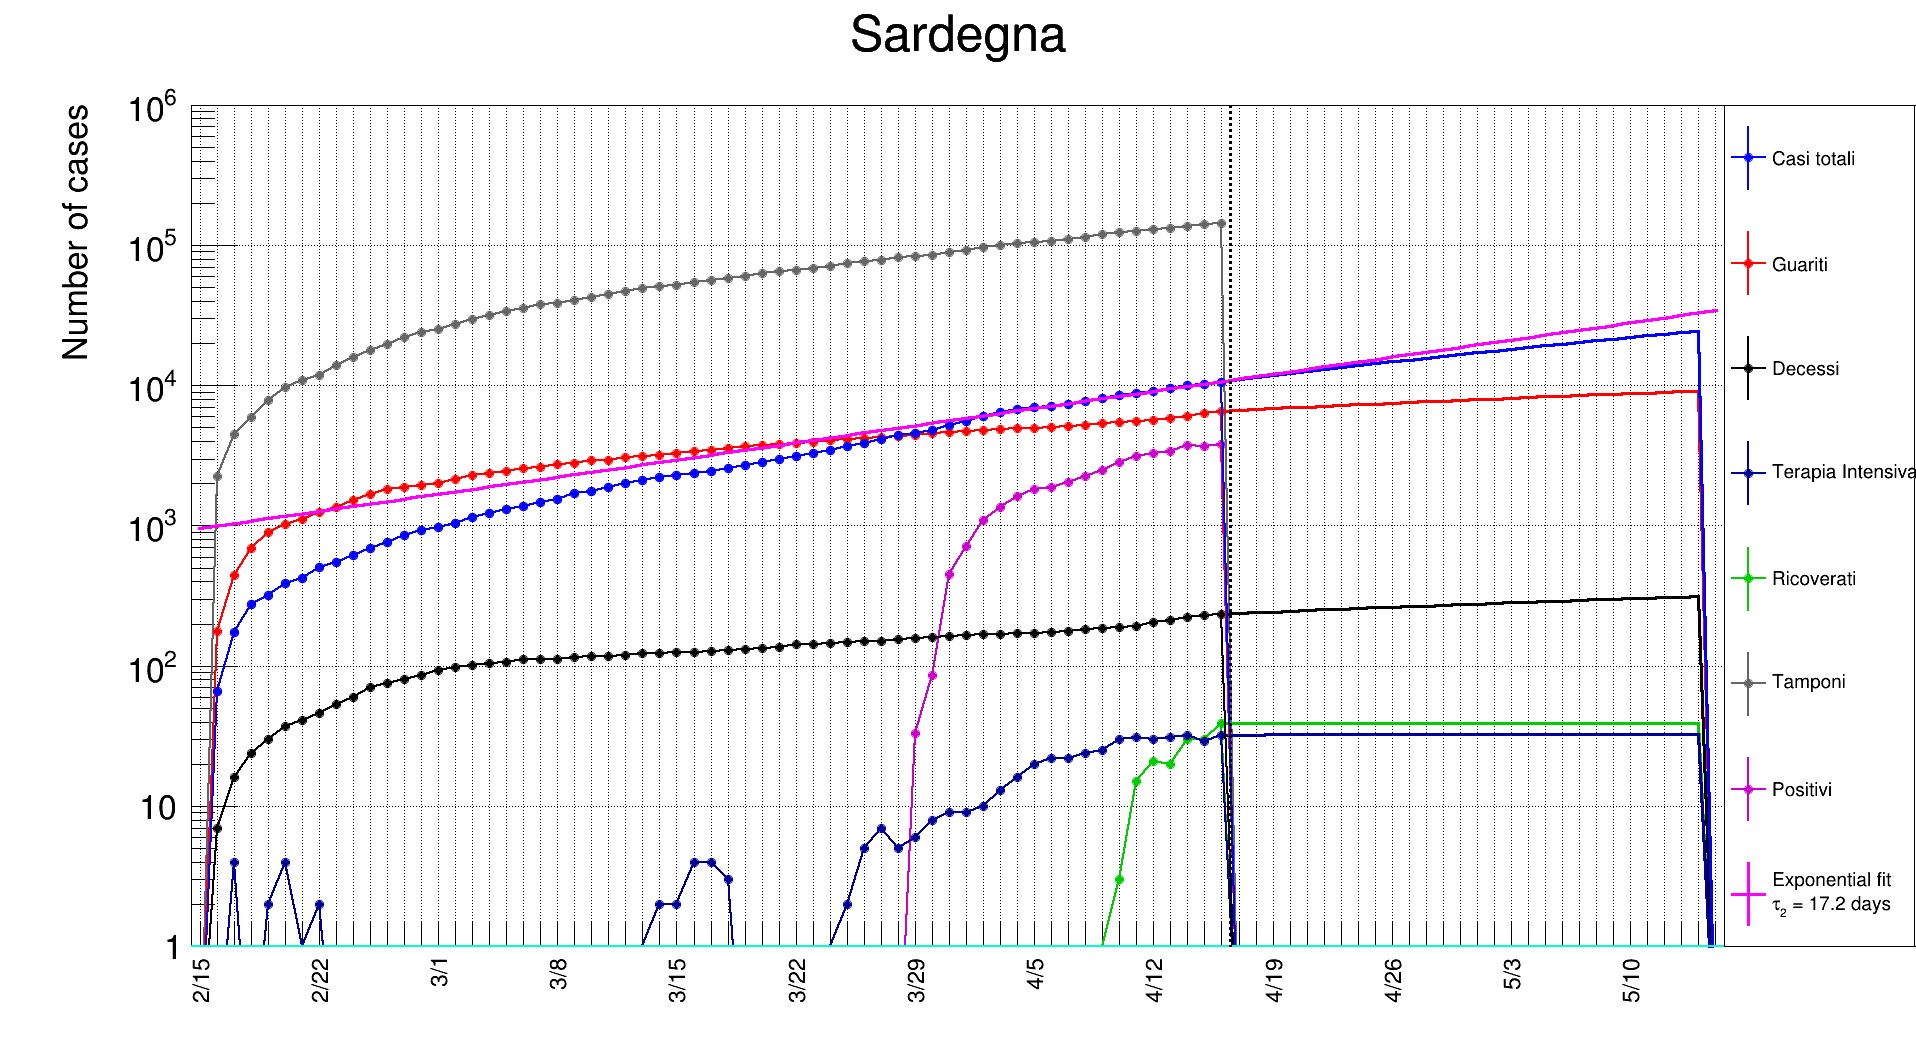 Sardegna
Number of cases
10^6
10^5
10^4
10^3
10^2
10
1
2/15
2/22
3/1
3/8
3/15
3/22
3/29
4/5
4/12
4/19
4/26
5/3
5/10
Casi totali
Guariti
Decessi
Terapia Intensiva
Ricoverati
Tamponi
Positivi
Exponential fit
τ_2 = 17.2 days